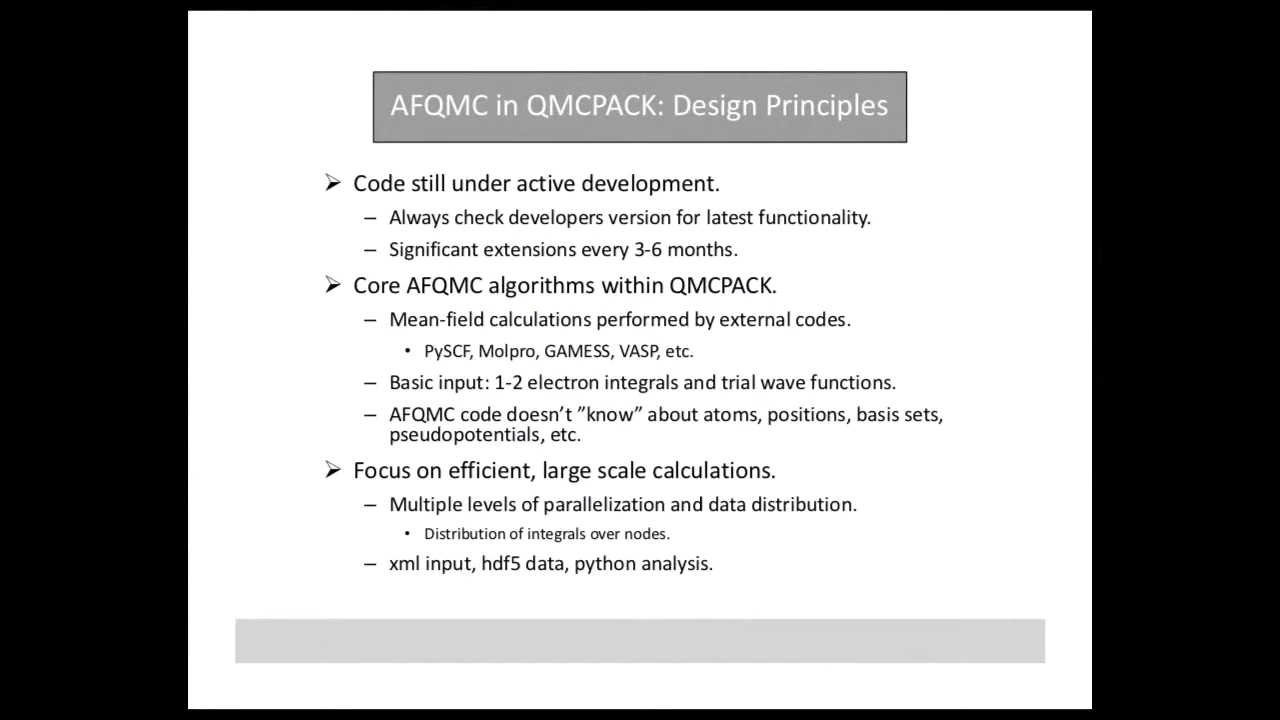 AFQMC in QMCPACK: Design Principles
➢ Code still under active development.
– Always check developers version for latest functionality.
– Significant extensions every 3-6 months.
➢ Core AFQMC algorithms within QMCPACK.
– Mean-field calculations performed by external codes.
• PySCF, Molpro, GAMESS, VASP, etc.
– Basic input: 1-2 electron integrals and trial wave functions.
– AFQMC code doesn’t ”know” about atoms, positions, basis sets,
pseudopotentials, etc.
➢ Focus on efficient, large scale calculations.
– Multiple levels of parallelization and data distribution.
• Distribution of integrals over nodes.
– xml input, hdf5 data, python analysis.